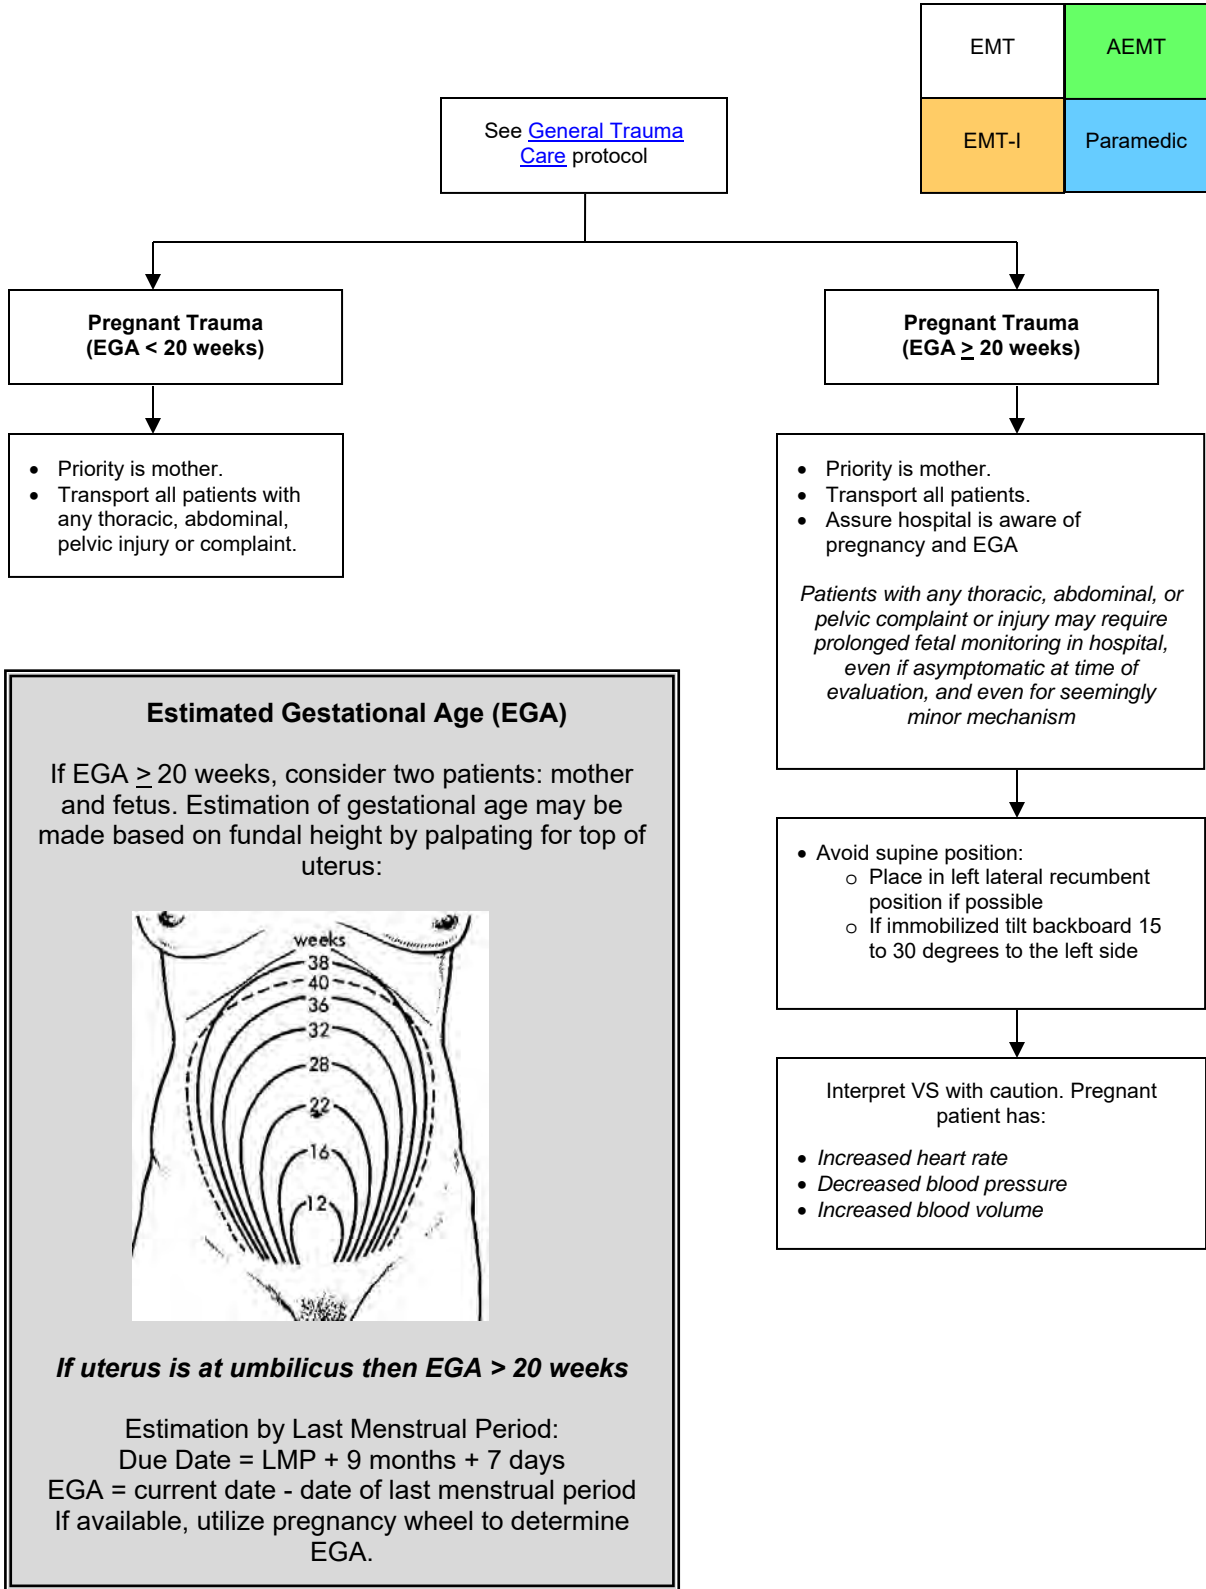 EMT
AEMT
EMT-I
Paramedic
See General Trauma
Care protocol
Pregnant Trauma
(EGA < 20 weeks)
Pregnant Trauma
(EGA ≥ 20 weeks)
• Priority is mother.
• Transport all patients with
any thoracic, abdominal,
pelvic injury or complaint.
• Priority is mother.
• Transport all patients.
• Assure hospital is aware of
pregnancy and EGA
Patients with any thoracic, abdominal, or
pelvic complaint or injury may require
prolonged fetal monitoring in hospital,
even if asymptomatic at time of
evaluation, and even for seemingly
minor mechanism
• Avoid supine position:
o Place in left lateral recumbent
position if possible
o If immobilized tilt backboard 15
to 30 degrees to the left side
Interpret VS with caution. Pregnant
patient has:
• Increased heart rate
• Decreased blood pressure
• Increased blood volume
Estimated Gestational Age (EGA)
If EGA ≥ 20 weeks, consider two patients: mother
and fetus. Estimation of gestational age may be
made based on fundal height by palpating for top of
uterus:
weeks
38
40
36
32
28
22
16
12
If uterus is at umbilicus then EGA > 20 weeks
Estimation by Last Menstrual Period:
Due Date = LMP + 9 months + 7 days
EGA = current date - date of last menstrual period
If available, utilize pregnancy wheel to determine
EGA.